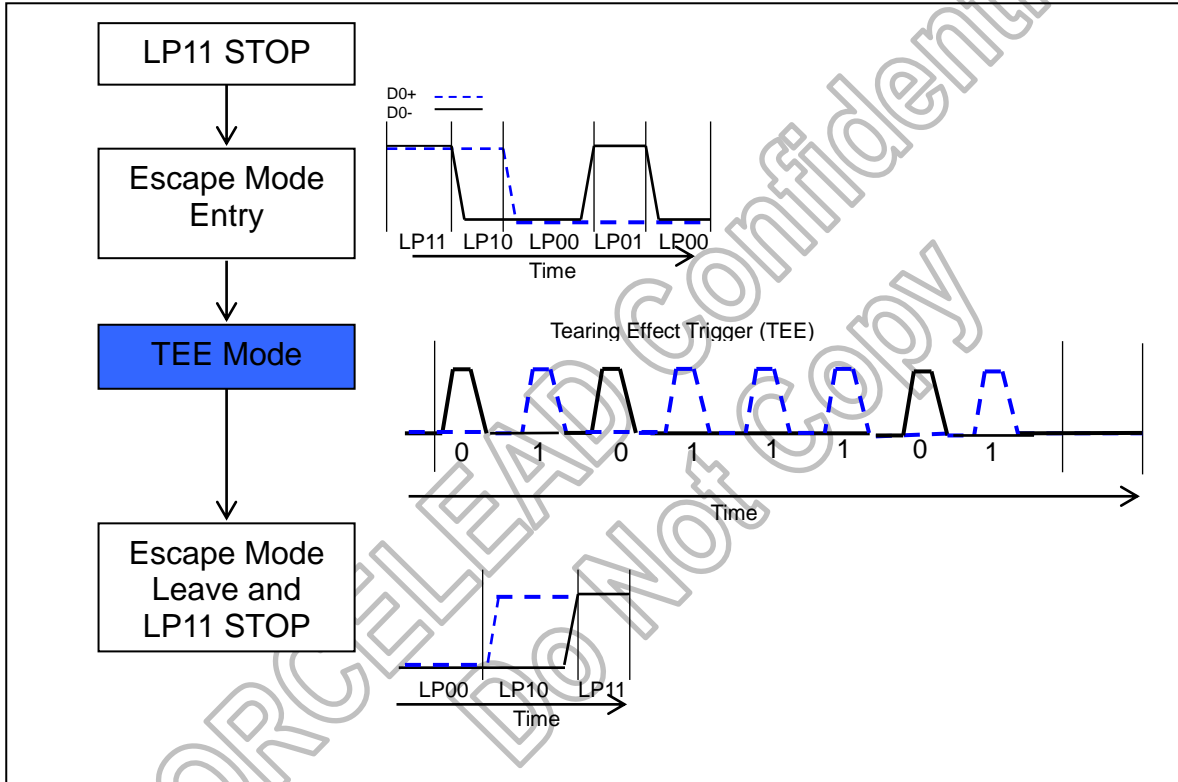 LP11 STOP
D0+
D0-
Escape Mode
Entry
LP11 LP10 LP00 LP01 LP00
Time
Tearing Effect Trigger (TEE)
TEE Mode
0 1 0 1 1 1 0 1
Time
Escape Mode
Leave and
LP11 STOP
LP00 LP10 LP11
Time
ORCELEAD Confidenti
Do Not Copy